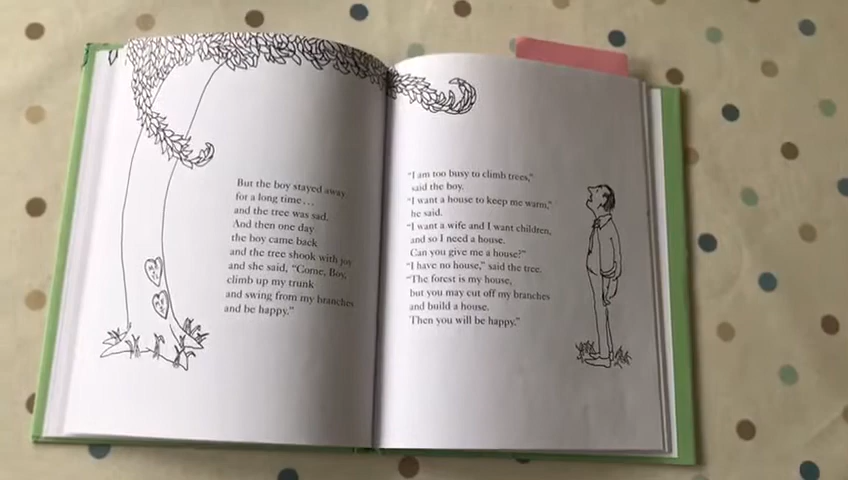 But the boy stayed away
for a long time...
and the tree was sad.
And then one day
the boy came back
and the tree shook with joy
and she said, "Come, Boy,
climb up my trunk
and swing from my branches
and be happy."
"I am too busy to climb trees,"
said the boy.
"I want a house to keep me warm,"
he said.
"I want a wife and I want children,
and so I need a house.
Can you give me a house?"
"I have no house," said the tree.
"The forest is my house,
but you may cut off my branches
and build a house.
Then you will be happy."